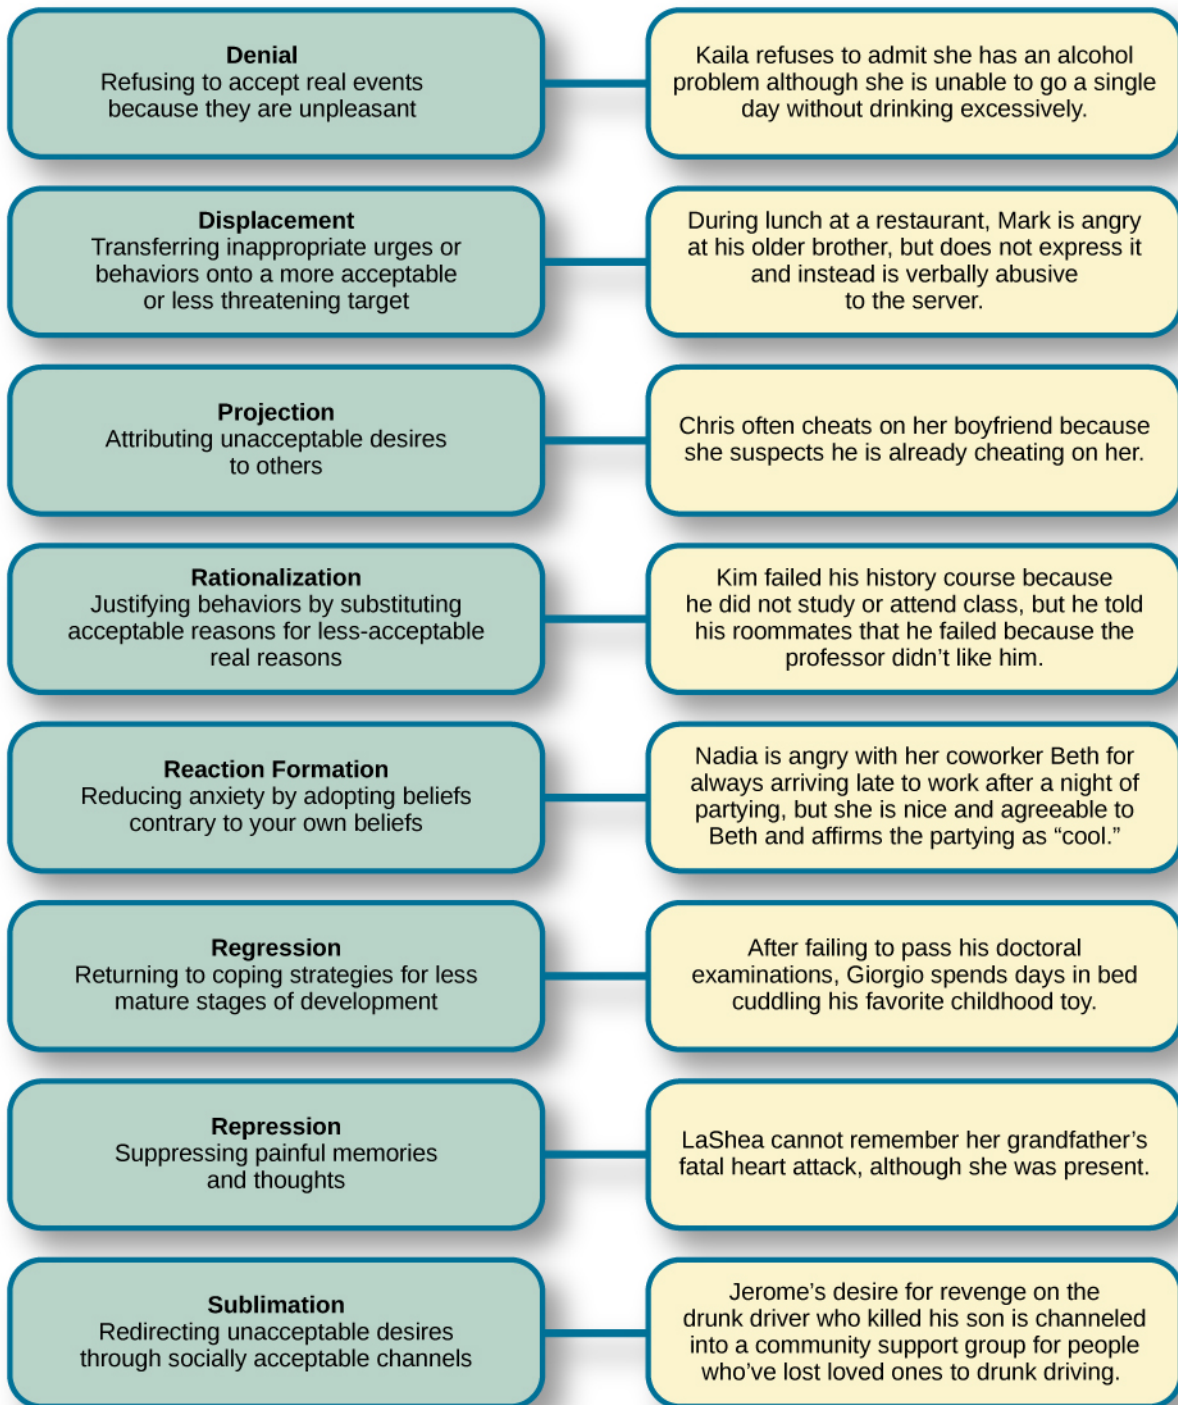 Denial
Refusing to accept real events
because they are unpleasant
Kaila refuses to admit she has an alcohol
problem although she is unable to go a single
day without drinking excessively.
Displacement
Transferring inappropriate urges or
behaviors onto a more acceptable
or less threatening target
During lunch at a restaurant, Mark is angry
at his older brother, but does not express it
and instead is verbally abusive
to the server.
Projection
Attributing unacceptable desires
to others
Chris often cheats on her boyfriend because
she suspects he is already cheating on her.
Rationalization
Justifying behaviors by substituting
acceptable reasons for less-acceptable
real reasons
Kim failed his history course because
he did not study or attend class, but he told
his roommates that he failed because the
professor didn’t like him.
Reaction Formation
Reducing anxiety by adopting beliefs
contrary to your own beliefs
Nadia is angry with her coworker Beth for
always arriving late to work after a night of
partying, but she is nice and agreeable to
Beth and affirms the partying as “cool.”
Regression
Returning to coping strategies for less
mature stages of development
After failing to pass his doctoral
examinations, Giorgio spends days in bed
cuddling his favorite childhood toy.
Repression
Suppressing painful memories
and thoughts
LaShea cannot remember her grandfather’s
fatal heart attack, although she was present.
Sublimation
Redirecting unacceptable desires
through socially acceptable channels
Jerome’s desire for revenge on the
drunk driver who killed his son is channeled
into a community support group for people
who’ve lost loved ones to drunk driving.